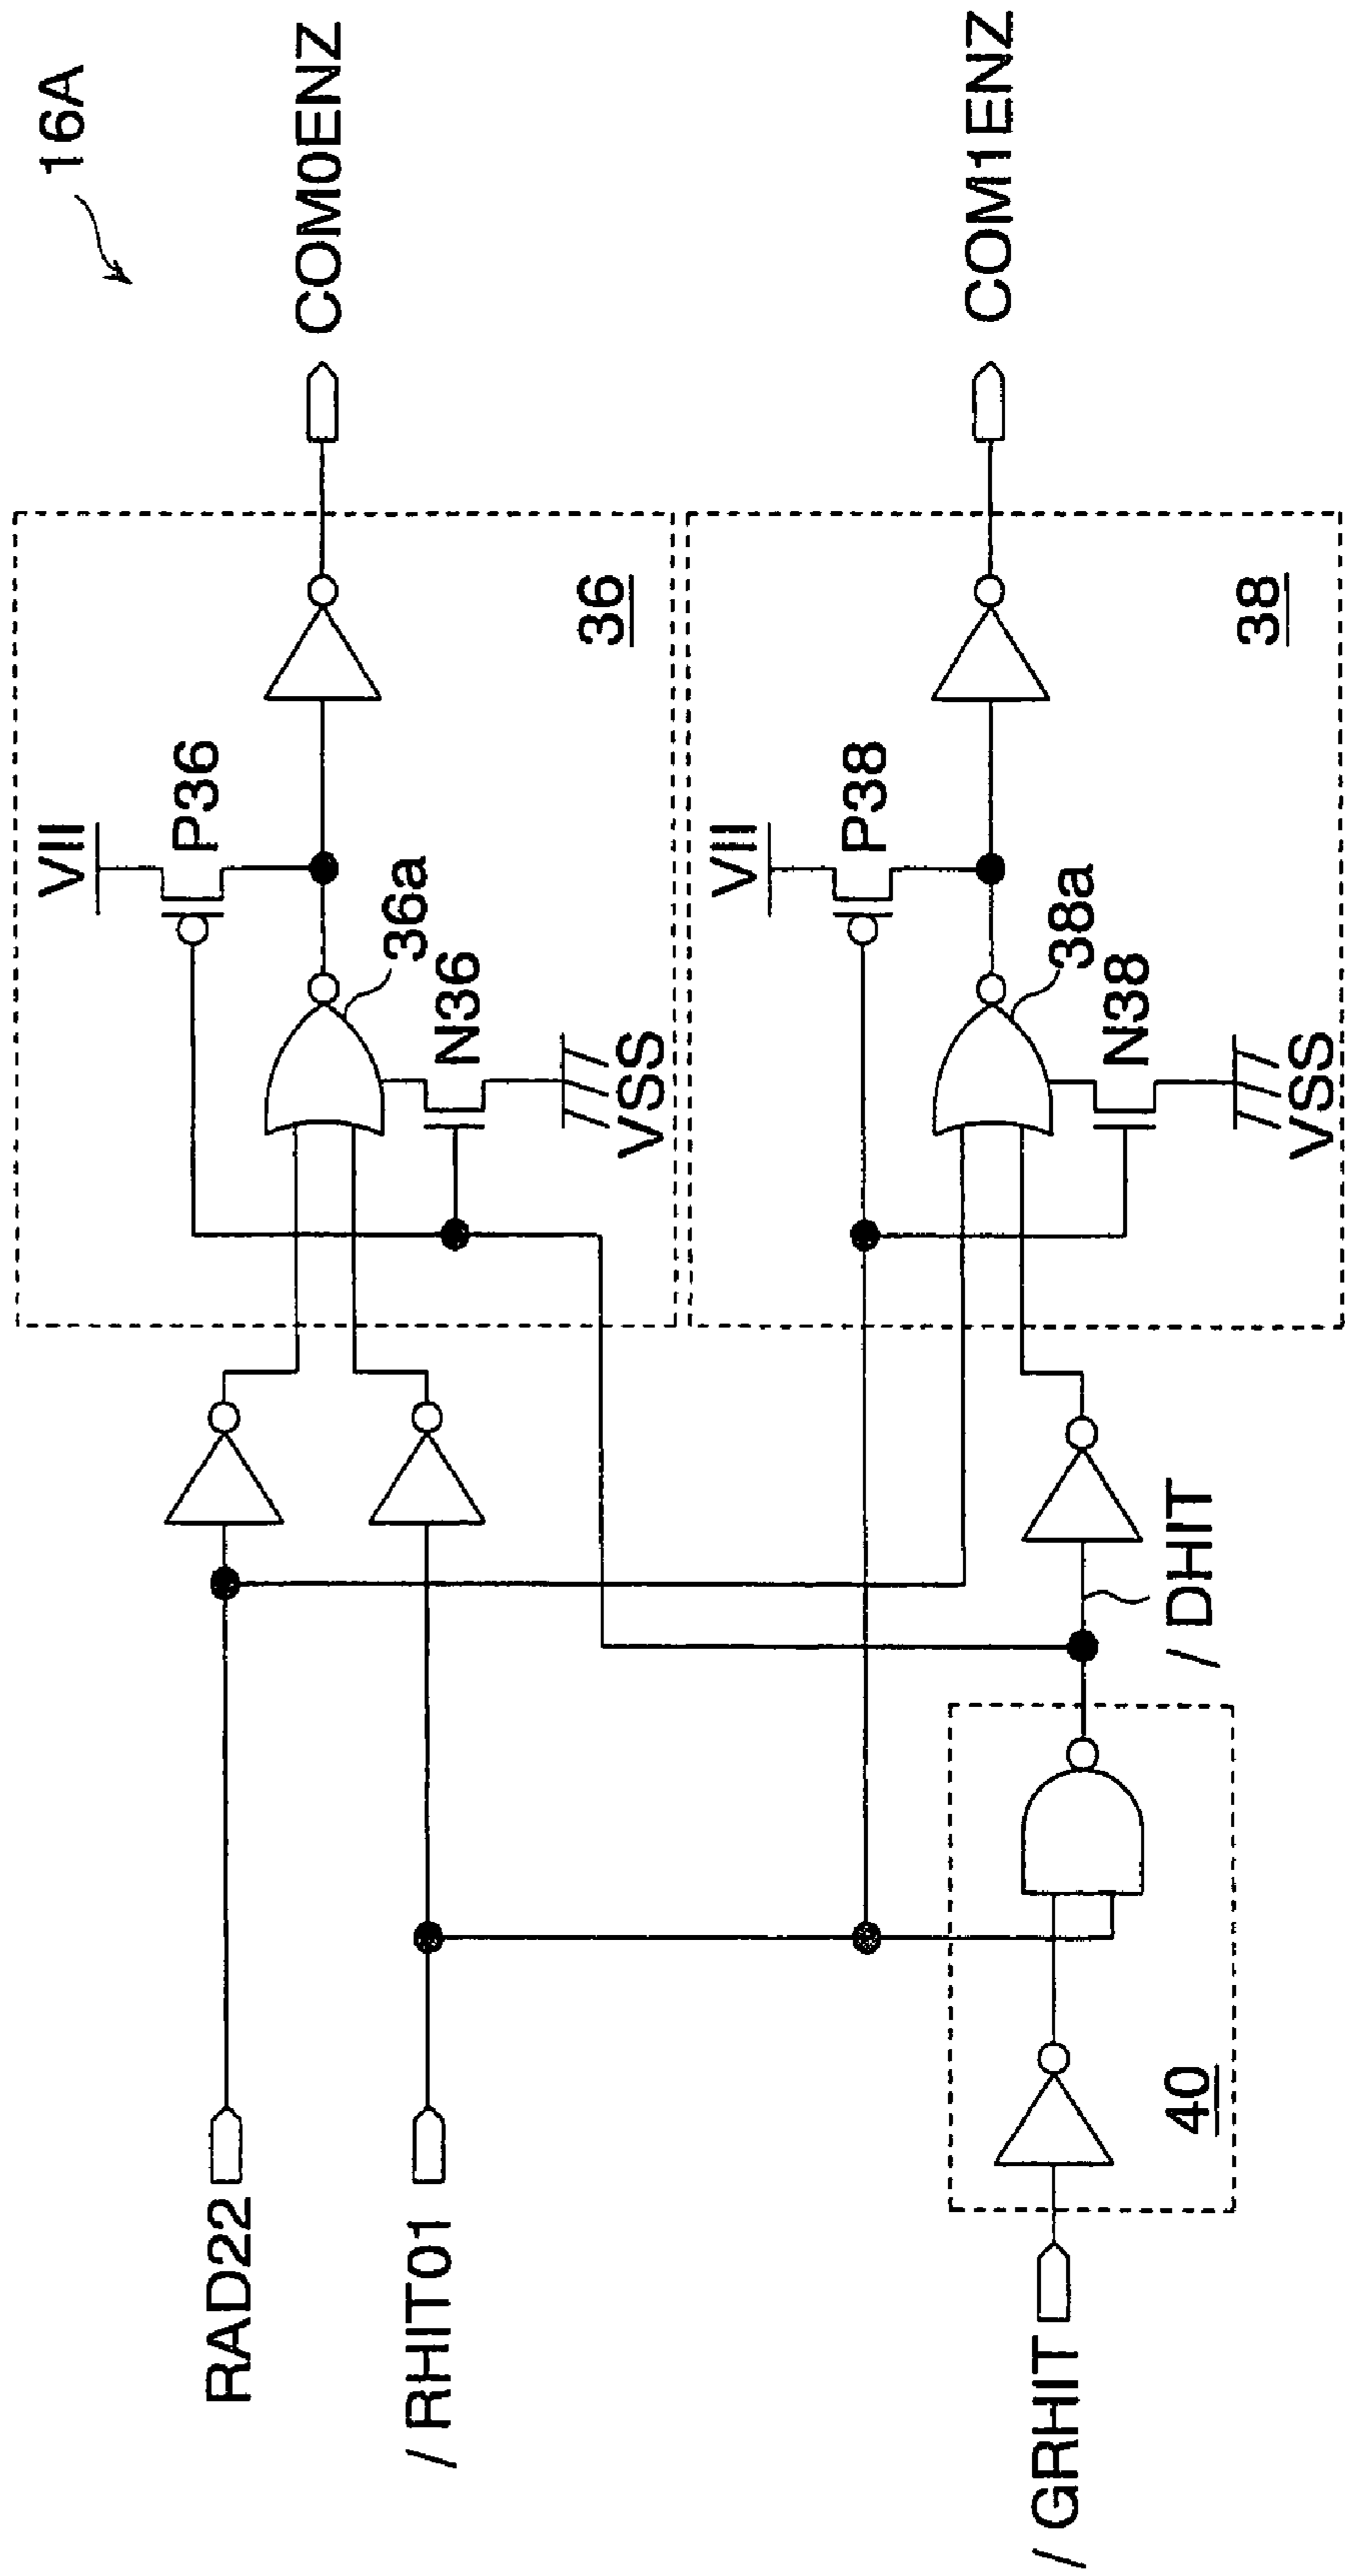 16A
RAD22
/ RHIT01
/ GRHIT
40
/ DHIT
VII
P36
36a
N36
VSS
36
COM0ENZ
VII
P38
38a
N38
VSS
38
COM1ENZ